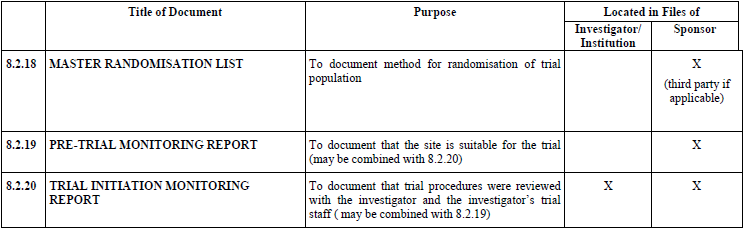 Title of Document Purpose Located in Files of
Investigator/ Sponsor
Institution
8.2.18 MASTER RANDOMISATION LIST To document method for randomisation of trial X
population (third party if
applicable)
8.2.19 PRE-TRIAL MONITORING REPORT To document that the site is suitable for the trial X
(may be combined with 8.2.20)
8.2.20 TRIAL INITIATION MONITORING To document that trial procedures were reviewed X X
REPORT with the investigator and the investigator's trial
staff ( may be combined with 8.2.19)